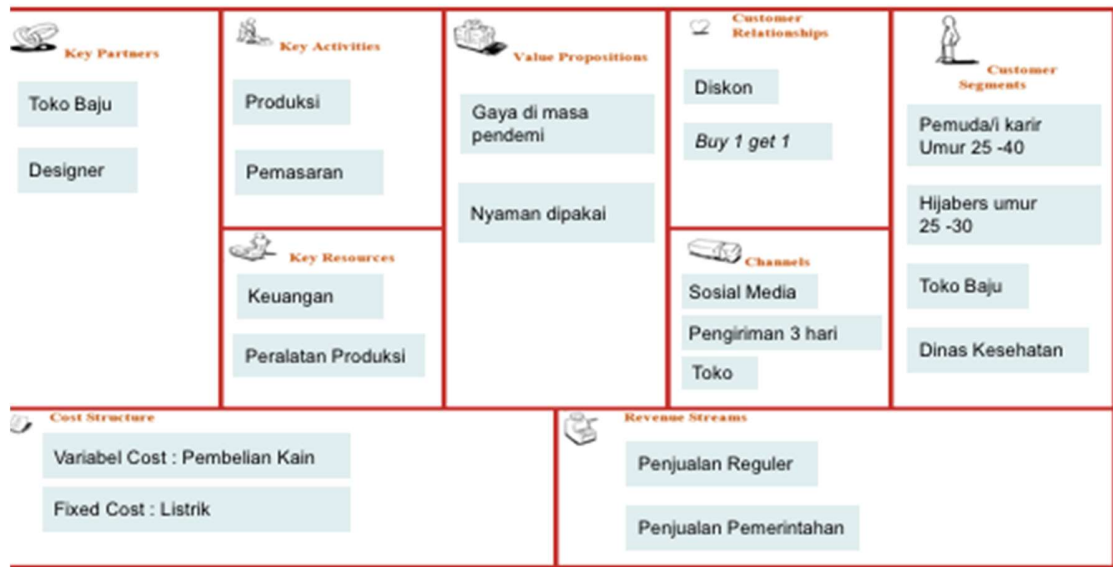 Key Partners
Toko Baju
Designer
Key Activities
Produksi
Pemasaran
Key Resources
Keuangan
Peralatan Produksi
Value Propositions
Gaya di masa
pendemi
Nyaman dipakai
Customer
Relationships
Diskon
Buy 1 get 1
Channels
Sosial Media
Pengiriman 3 hari
Toko
Customer
Segments
Pemuda/i karir
Umur 25 -40
Hijabers umur
25 -30
Toko Baju
Dinas Kesehatan
Cost Structure
Variabel Cost : Pembelian Kain
Fixed Cost : Listrik
Revenue Streams
Penjualan Reguler
Penjualan Pemerintahan